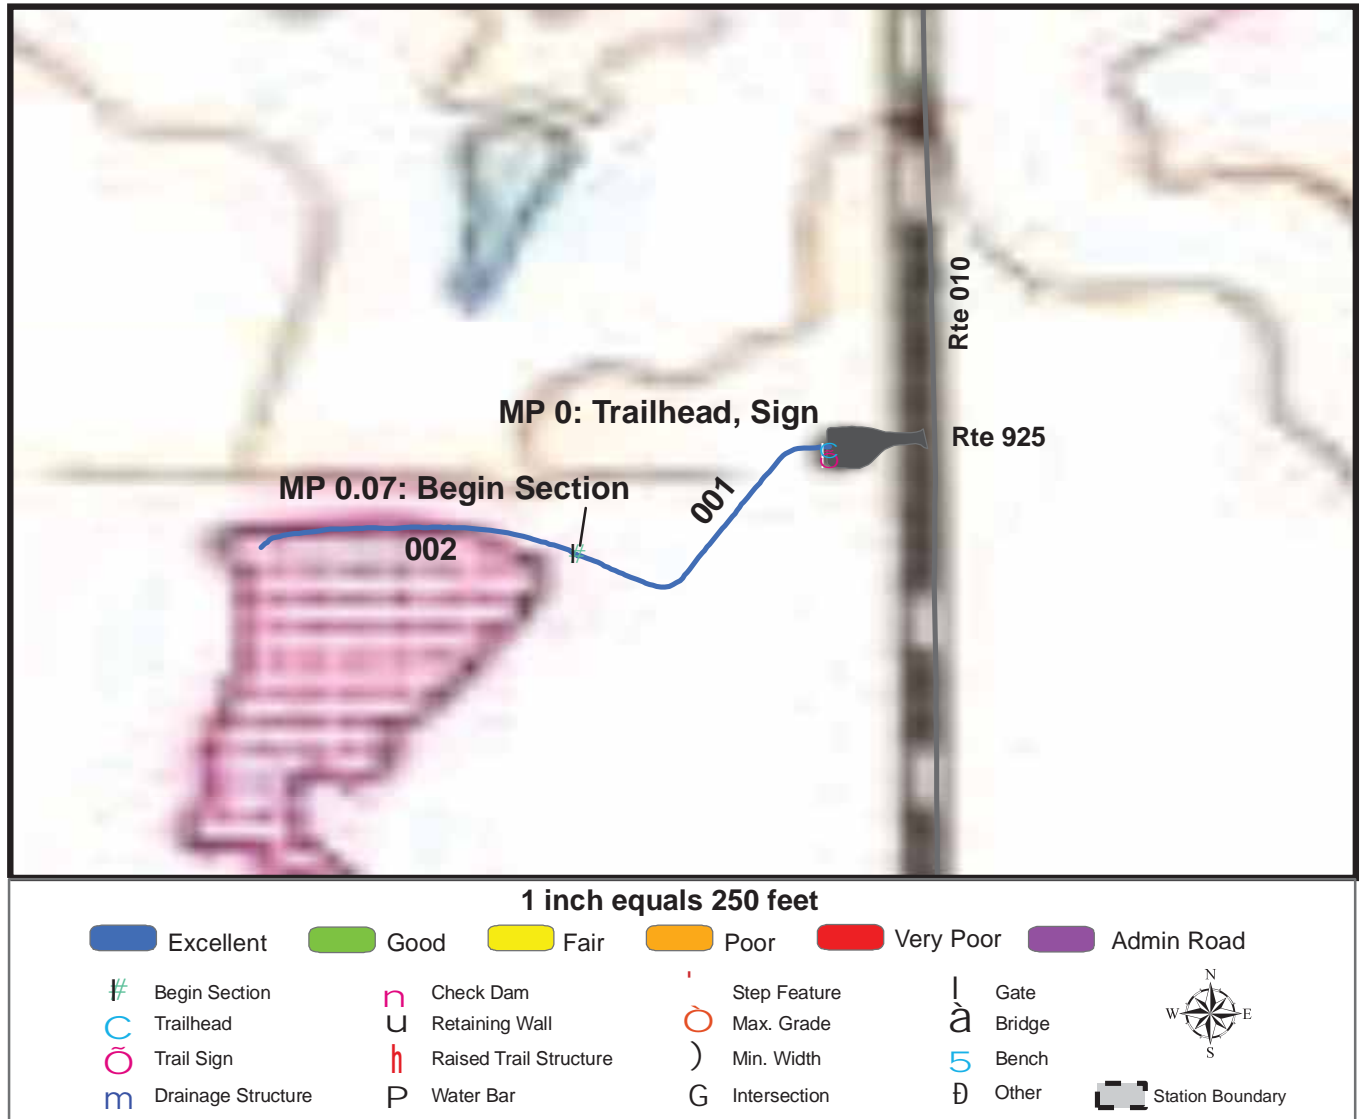 Rte 010
MP 0: Trailhead, Sign
Rte 925
MP 0.07: Begin Section
001
002
1 inch equals 250 feet
Excellent
Good
Fair
Poor
Very Poor
Admin Road
# Begin Section
n Check Dam
' Step Feature
l Gate
C Trailhead
u Retaining Wall
Ò Max. Grade
à Bridge
Õ Trail Sign
h Raised Trail Structure
) Min. Width
5 Bench
m Drainage Structure
P Water Bar
G Intersection
Ð Other
N
W E
S
Station Boundary